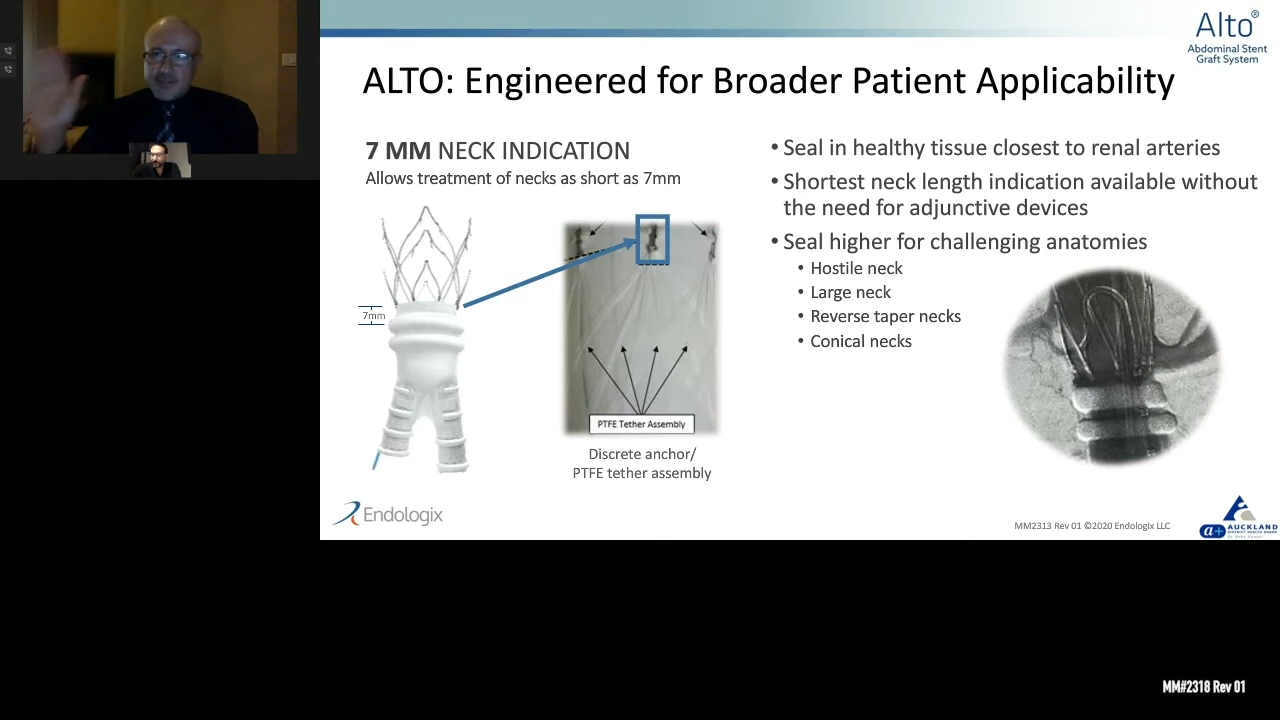 Alto®
Abdominal Stent
Graft System
ALTO: Engineered for Broader Patient Applicability
7 MM NECK INDICATION
Allows treatment of necks as short as 7mm
7mm
PTFE Tether Assembly
Discrete anchor/
PTFE tether assembly
• Seal in healthy tissue closest to renal arteries
• Shortest neck length indication available without
the need for adjunctive devices
• Seal higher for challenging anatomies
• Hostile neck
• Large neck
• Reverse taper necks
• Conical necks
Endologix
MM2313 Rev 01 ©2020 Endologix LLC
a+ AUCKLAND
MM#2318 Rev 01